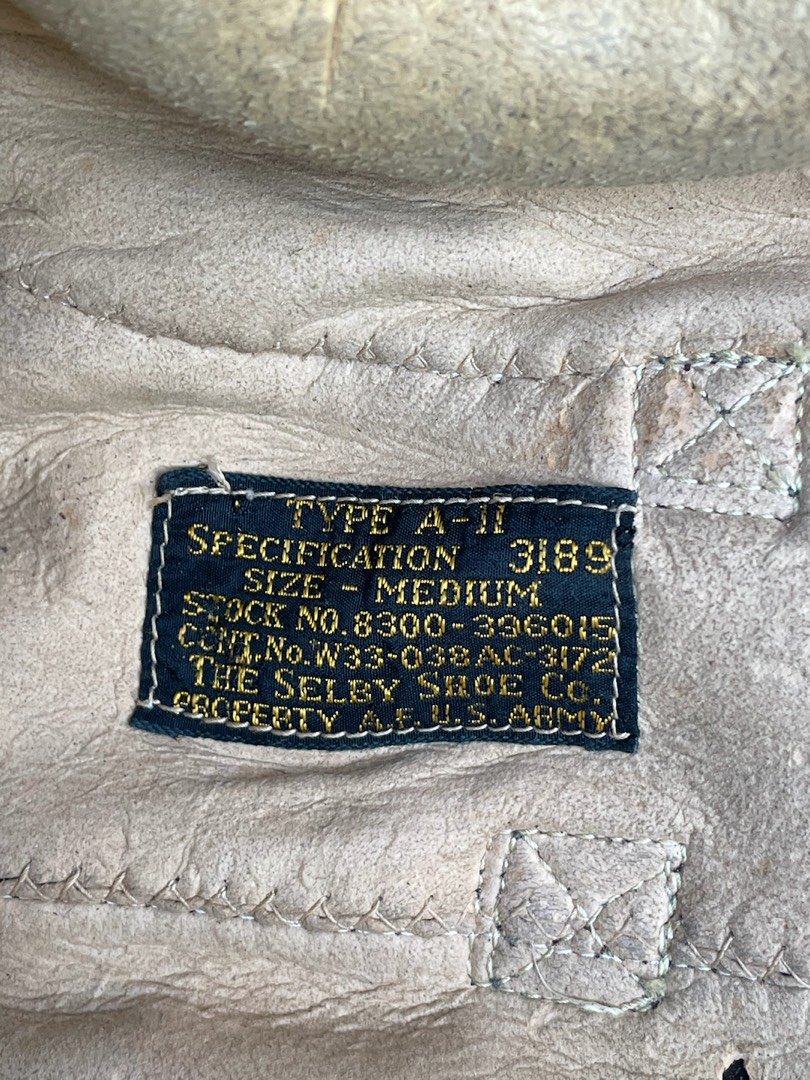 TYPE A-11
SPECIFICATION 3189
SIZE - MEDIUM
STOCK NO. 8300-396015
CONT. No. W33-038 AC-3172
THE SELBY SHOE CO.
PROPERTY A.F. U.S. ARMY